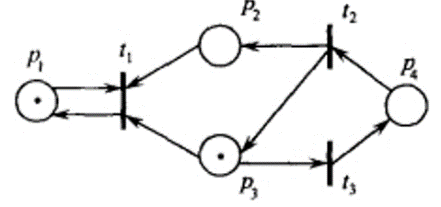 p₂ t₂
p₁ t₁ p₄
p₃ t₃